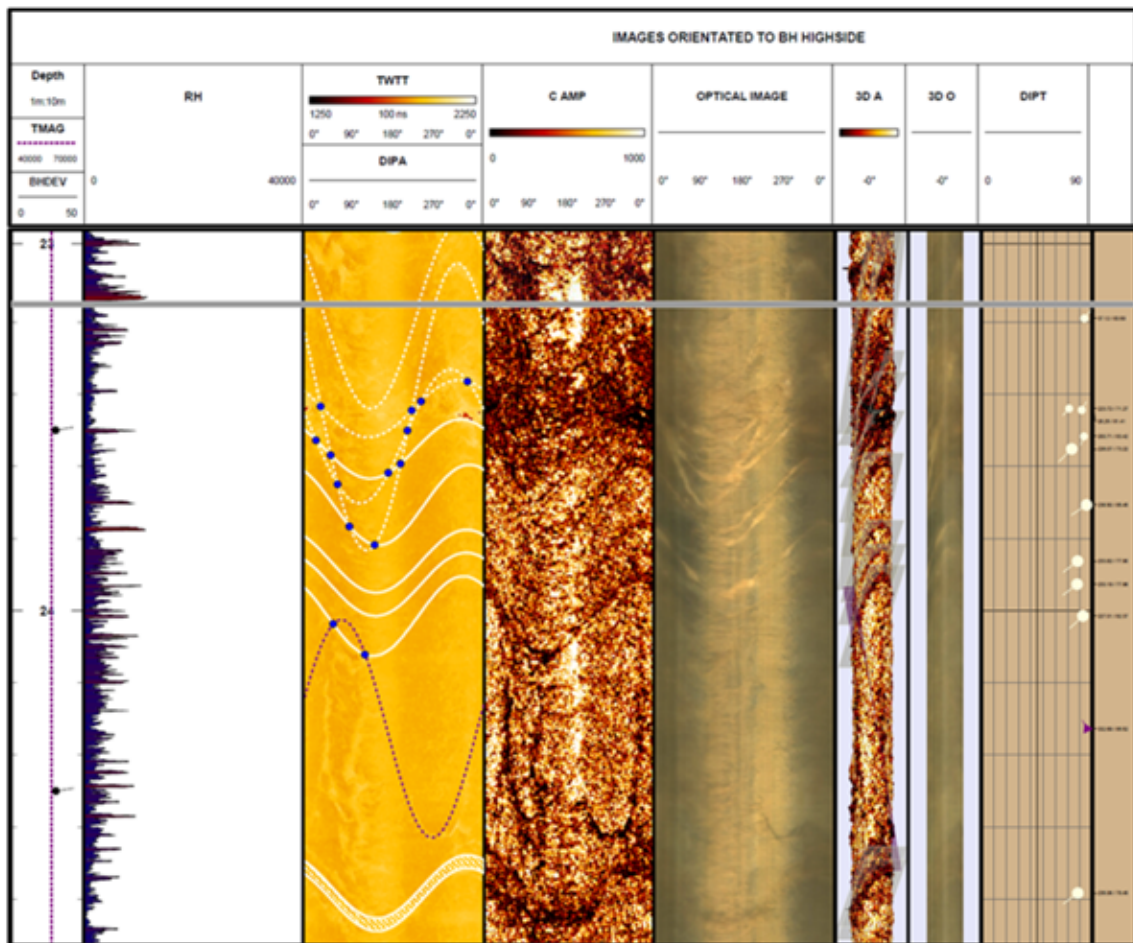 IMAGES ORIENTATED TO BH HIGHSIDE
Depth
1m:10m
TMAG
40000 70000
BHDEV
0 50
RH
0 40000
TWTT
1250 100 ns 2250
0° 90° 180° 270° 0°
DIPA
0° 90° 180° 270° 0°
C AMP
0 1000
0° 90° 180° 270° 0°
OPTICAL IMAGE
0° 90° 180° 270° 0°
3D A
-0°
3D O
-0°
DIPT
0 90